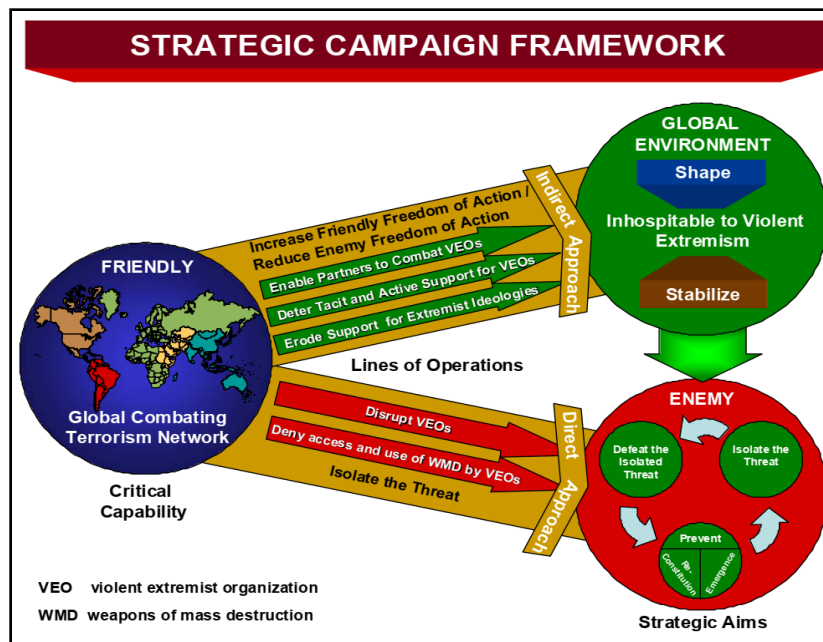 STRATEGIC CAMPAIGN FRAMEWORK
GLOBAL
ENVIRONMENT
Shape
Inhospitable to Violent
Extremism
Stabilize
Indirect
Approach
Increase Friendly Freedom of Action /
Reduce Enemy Freedom of Action
Enable Partners to Combat VEOs
Deter Tacit and Active Support for VEOs
Erode Support for Extremist Ideologies
FRIENDLY
Global Combating
Terrorism Network
Critical
Capability
Lines of Operations
Disrupt VEOs
Deny access and use of WMD by VEOs
Isolate the Threat
Direct
Approach
ENEMY
Defeat the
Isolated
Threat
Isolate the
Threat
Prevent
Re-
Constitution
Emergence
Strategic Aims
VEO violent extremist organization
WMD weapons of mass destruction